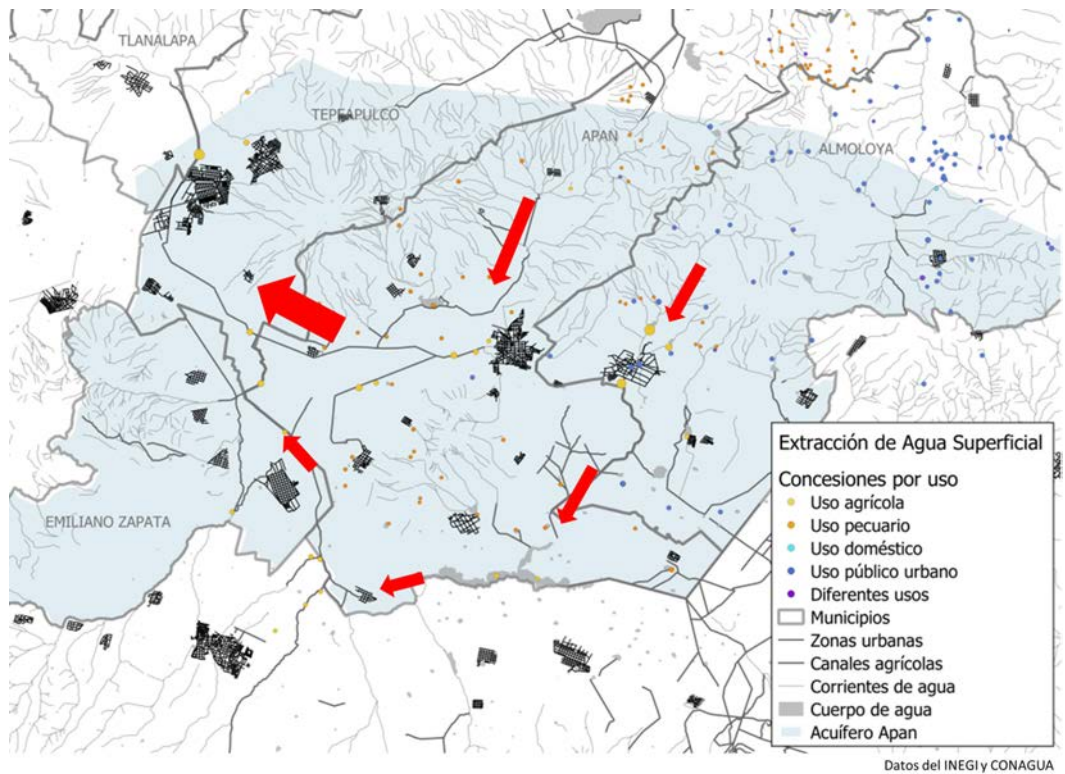 TLANALAPA
TEPEAPULCO
APAN
ALMOLOYA
EMILIANO ZAPATA
Extracción de Agua Superficial
Concesiones por uso
Uso agrícola
Uso pecuario
Uso doméstico
Uso público urbano
Diferentes usos
Municipios
Zonas urbanas
Canales agrícolas
Corrientes de agua
Cuerpo de agua
Acuífero Apan
Datos del INEGI y CONAGUA